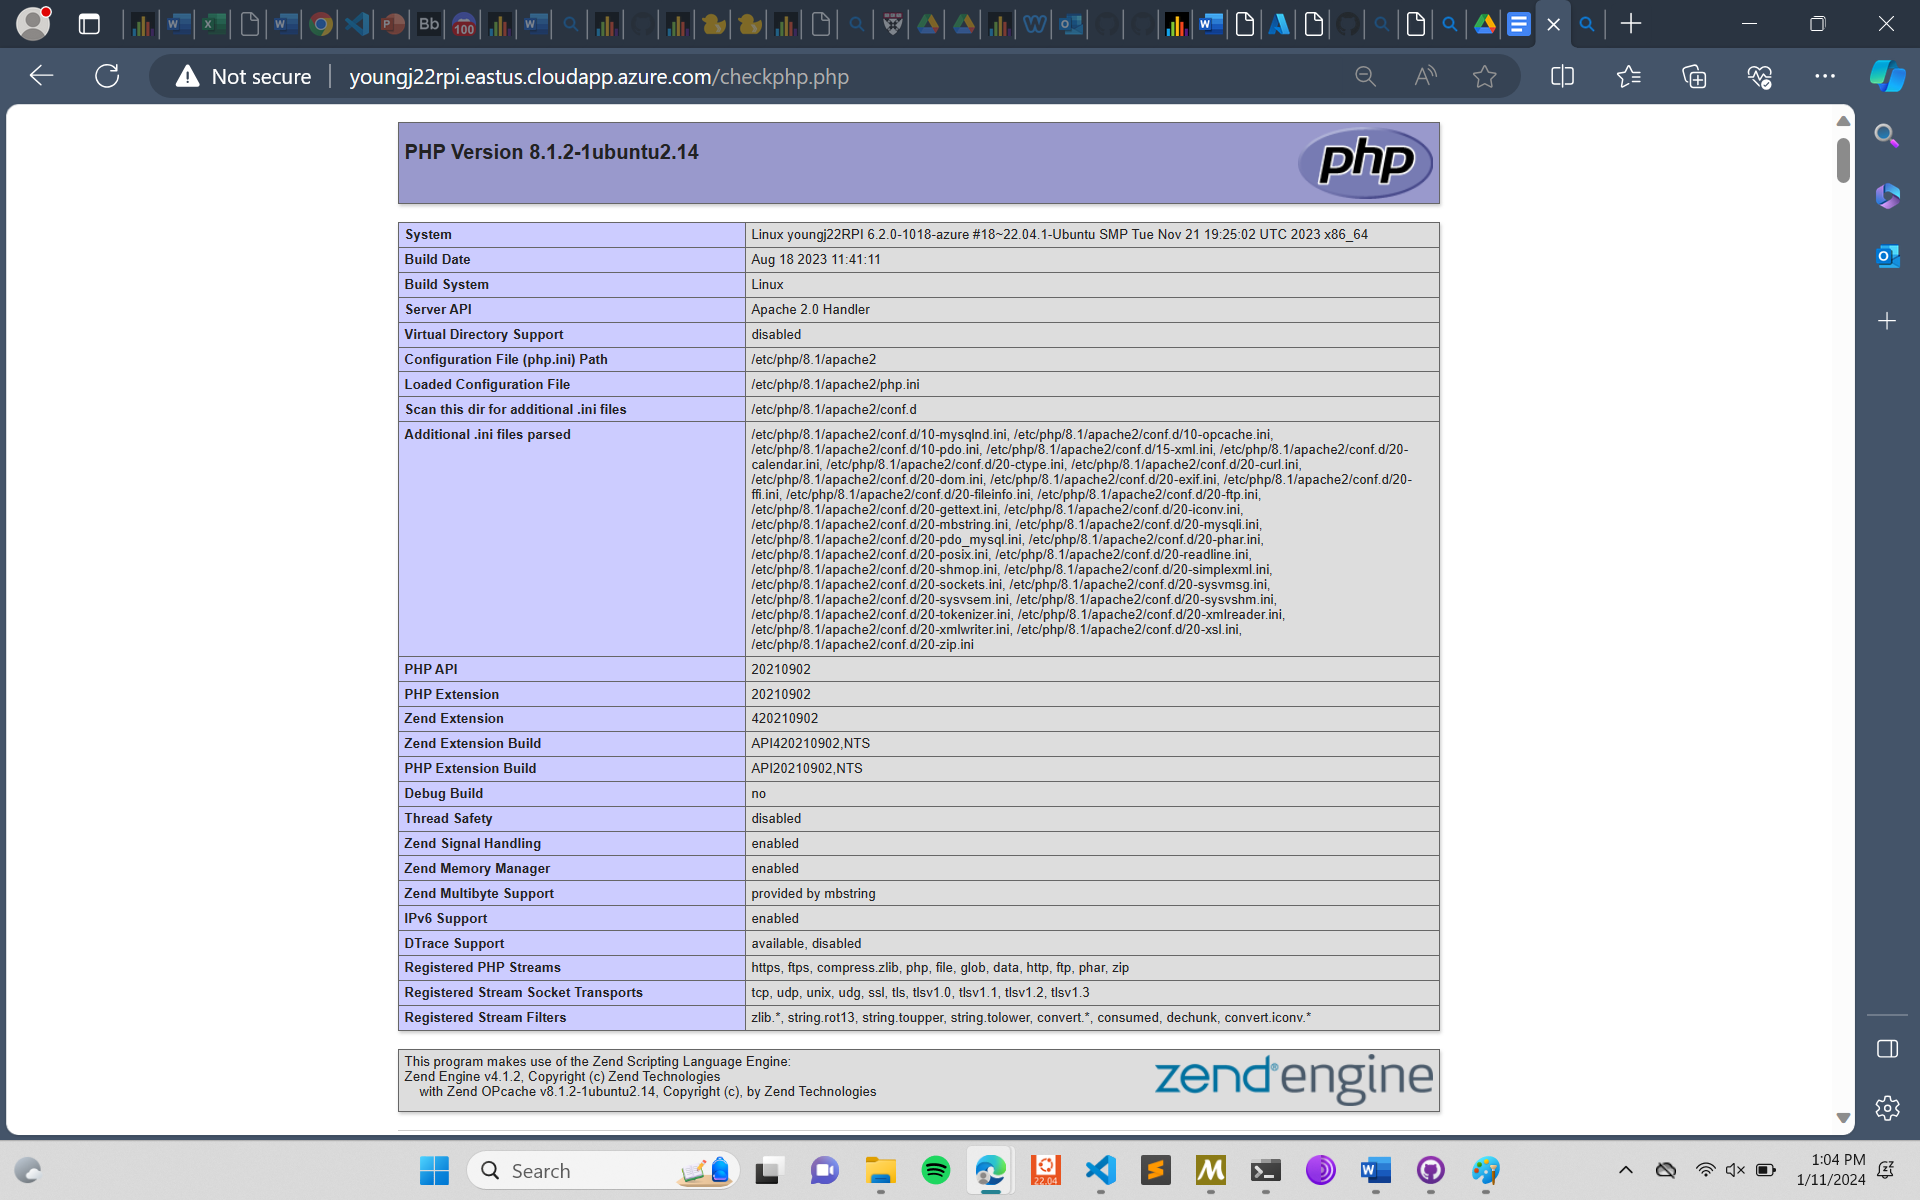 Bb
100
Not secure
youngj22rpi.eastus.cloudapp.azure.com/checkphp.php
PHP Version 8.1.2-1ubuntu2.14
php
System Linux youngj22RPI 6.2.0-1018-azure #18~22.04.1-Ubuntu SMP Tue Nov 21 19:25:02 UTC 2023 x86_64
Build Date Aug 18 2023 11:41:11
Build System Linux
Server API Apache 2.0 Handler
Virtual Directory Support disabled
Configuration File (php.ini) Path /etc/php/8.1/apache2
Loaded Configuration File /etc/php/8.1/apache2/php.ini
Scan this dir for additional .ini files /etc/php/8.1/apache2/conf.d
Additional .ini files parsed /etc/php/8.1/apache2/conf.d/10-mysqlnd.ini, /etc/php/8.1/apache2/conf.d/10-opcache.ini,
/etc/php/8.1/apache2/conf.d/10-pdo.ini, /etc/php/8.1/apache2/conf.d/15-xml.ini, /etc/php/8.1/apache2/conf.d/20-
calendar.ini, /etc/php/8.1/apache2/conf.d/20-ctype.ini, /etc/php/8.1/apache2/conf.d/20-curl.ini,
/etc/php/8.1/apache2/conf.d/20-dom.ini, /etc/php/8.1/apache2/conf.d/20-exif.ini, /etc/php/8.1/apache2/conf.d/20-
ffi.ini, /etc/php/8.1/apache2/conf.d/20-fileinfo.ini, /etc/php/8.1/apache2/conf.d/20-ftp.ini,
/etc/php/8.1/apache2/conf.d/20-gettext.ini, /etc/php/8.1/apache2/conf.d/20-iconv.ini,
/etc/php/8.1/apache2/conf.d/20-mbstring.ini, /etc/php/8.1/apache2/conf.d/20-mysqli.ini,
/etc/php/8.1/apache2/conf.d/20-pdo_mysql.ini, /etc/php/8.1/apache2/conf.d/20-phar.ini,
/etc/php/8.1/apache2/conf.d/20-posix.ini, /etc/php/8.1/apache2/conf.d/20-readline.ini,
/etc/php/8.1/apache2/conf.d/20-shmop.ini, /etc/php/8.1/apache2/conf.d/20-simplexml.ini,
/etc/php/8.1/apache2/conf.d/20-sockets.ini, /etc/php/8.1/apache2/conf.d/20-sysvmsg.ini,
/etc/php/8.1/apache2/conf.d/20-sysvsem.ini, /etc/php/8.1/apache2/conf.d/20-sysvshm.ini,
/etc/php/8.1/apache2/conf.d/20-tokenizer.ini, /etc/php/8.1/apache2/conf.d/20-xmlreader.ini,
/etc/php/8.1/apache2/conf.d/20-xmlwriter.ini, /etc/php/8.1/apache2/conf.d/20-xsl.ini,
/etc/php/8.1/apache2/conf.d/20-zip.ini
PHP API 20210902
PHP Extension 20210902
Zend Extension 420210902
Zend Extension Build API420210902,NTS
PHP Extension Build API20210902,NTS
Debug Build no
Thread Safety disabled
Zend Signal Handling enabled
Zend Memory Manager enabled
Zend Multibyte Support provided by mbstring
IPv6 Support enabled
DTrace Support available, disabled
Registered PHP Streams https, ftps, compress.zlib, php, file, glob, data, http, ftp, phar, zip
Registered Stream Socket Transports tcp, udp, unix, udg, ssl, tls, tlsv1.0, tlsv1.1, tlsv1.2, tlsv1.3
Registered Stream Filters zlib.*, string.rot13, string.toupper, string.tolower, convert.*, consumed, dechunk, convert.iconv.*
This program makes use of the Zend Scripting Language Engine:
Zend Engine v4.1.2, Copyright (c) Zend Technologies
with Zend OPcache v8.1.2-1ubuntu2.14, Copyright (c), by Zend Technologies
zend®engine
Search
22.04
1:04 PM
1/11/2024